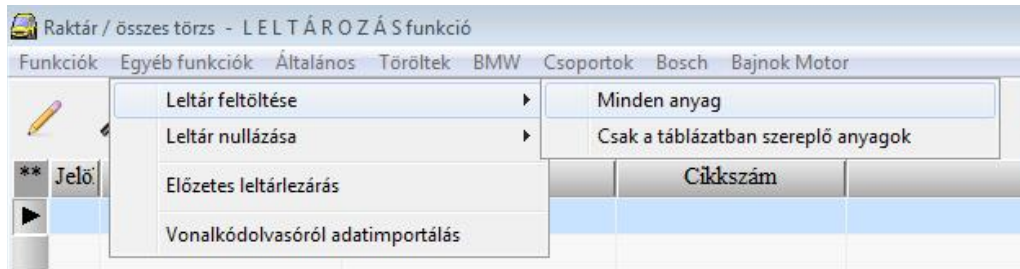 Raktár / összes törzs - L E L T Á R O Z Á S funkció
Funkciók Egyéb funkciók Általános Töröltek BMW Csoportok Bosch Bajnok Motor
Leltár feltöltése
Minden anyag
Leltár nullázása
Csak a táblázatban szereplő anyagok
** Jelö
Cikkszám
Előzetes leltárlezárás
Vonalkódolvasóról adatimportálás